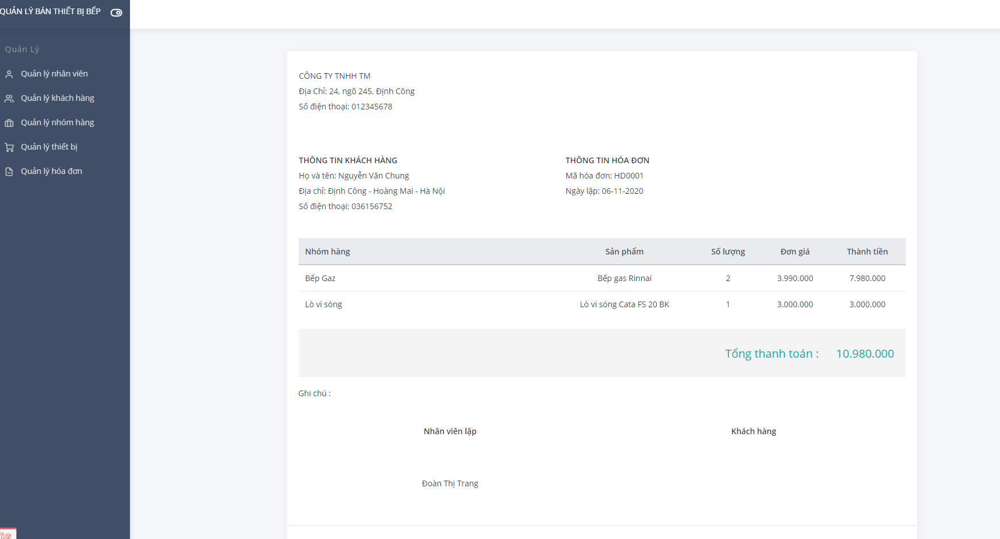 QUẢN LÝ BÁN THIẾT BỊ BẾP
Quản Lý
Quản lý nhân viên
Quản lý khách hàng
Quản lý nhóm hàng
Quản lý thiết bị
Quản lý hóa đơn
CÔNG TY TNHH TM
Địa Chỉ: 24, ngõ 245, Định Công
Số điện thoại: 012345678
THÔNG TIN KHÁCH HÀNG
Họ và tên: Nguyễn Văn Chung
Địa chỉ: Định Công - Hoàng Mai - Hà Nội
Số điện thoại: 036156752
THÔNG TIN HÓA ĐƠN
Mã hóa đơn: HD0001
Ngày lập: 06-11-2020
Nhóm hàng Sản phẩm Số lượng Đơn giá Thành tiền
Bếp Gaz Bếp gas Rinnai 2 3.990.000 7.980.000
Lò vi sóng Lò vi sóng Cata FS 20 BK 1 3.000.000 3.000.000
Tổng thanh toán : 10.980.000
Ghi chú :
Nhân viên lập Khách hàng
Đoàn Thị Trang